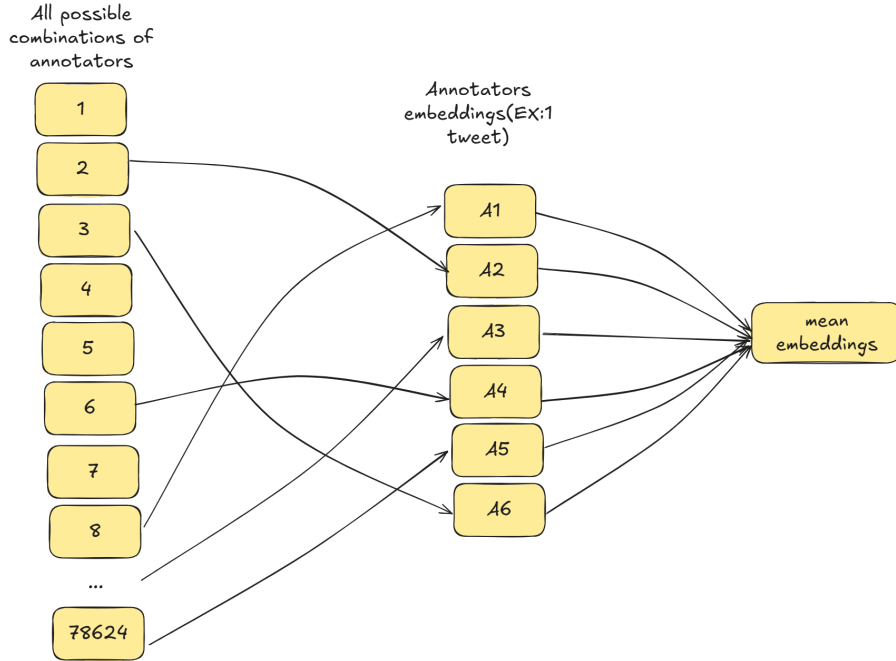 All possible
combinations of
annotators
1
2
3
4
5
6
7
8
...
78624
Annotators
embeddings(EX:1
tweet)
A1
A2
A3
A4
A5
A6
mean
embeddings